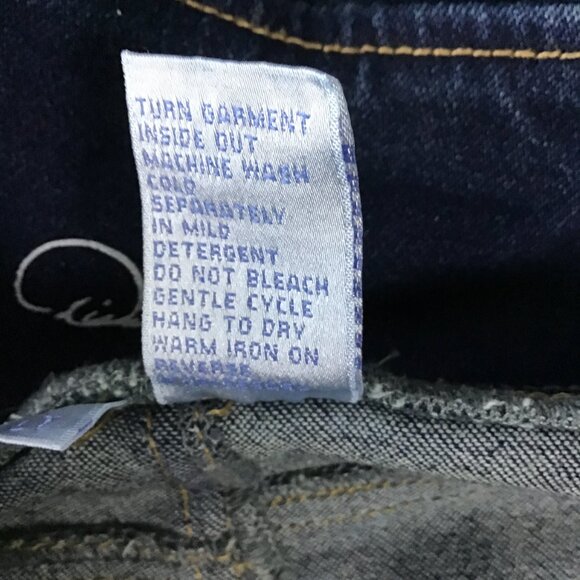 TURN GARMENT
INSIDE OUT
MACHINE WASH
COLD
SEPARATELY
IN MILD
DETERGENT
DO NOT BLEACH
GENTLE CYCLE
HANG TO DRY
WARM IRON ON
REVERSE